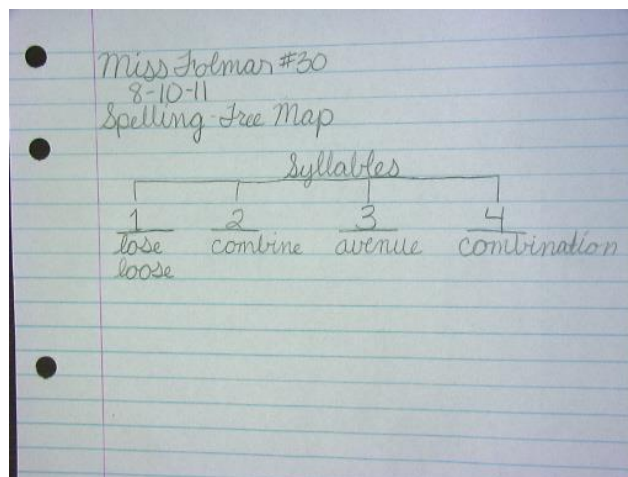 Miss Folmar #30
8-10-11
Spelling Tree Map
Syllables
1 2 3 4
lose combine avenue combination
loose